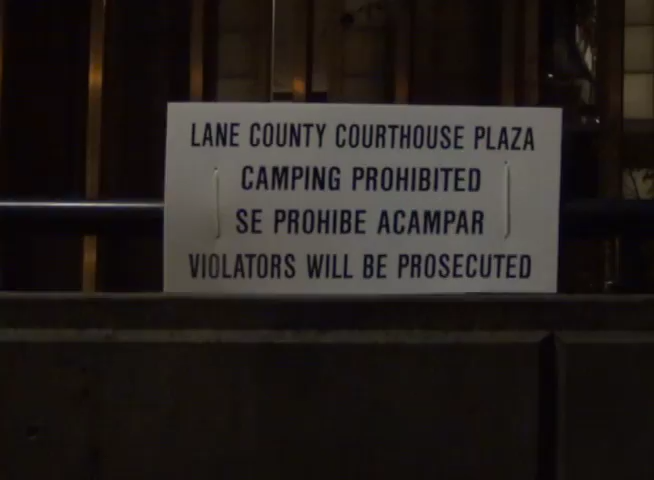 LANE COUNTY COURTHOUSE PLAZA
CAMPING PROHIBITED
SE PROHIBE ACAMPAR
VIOLATORS WILL BE PROSECUTED